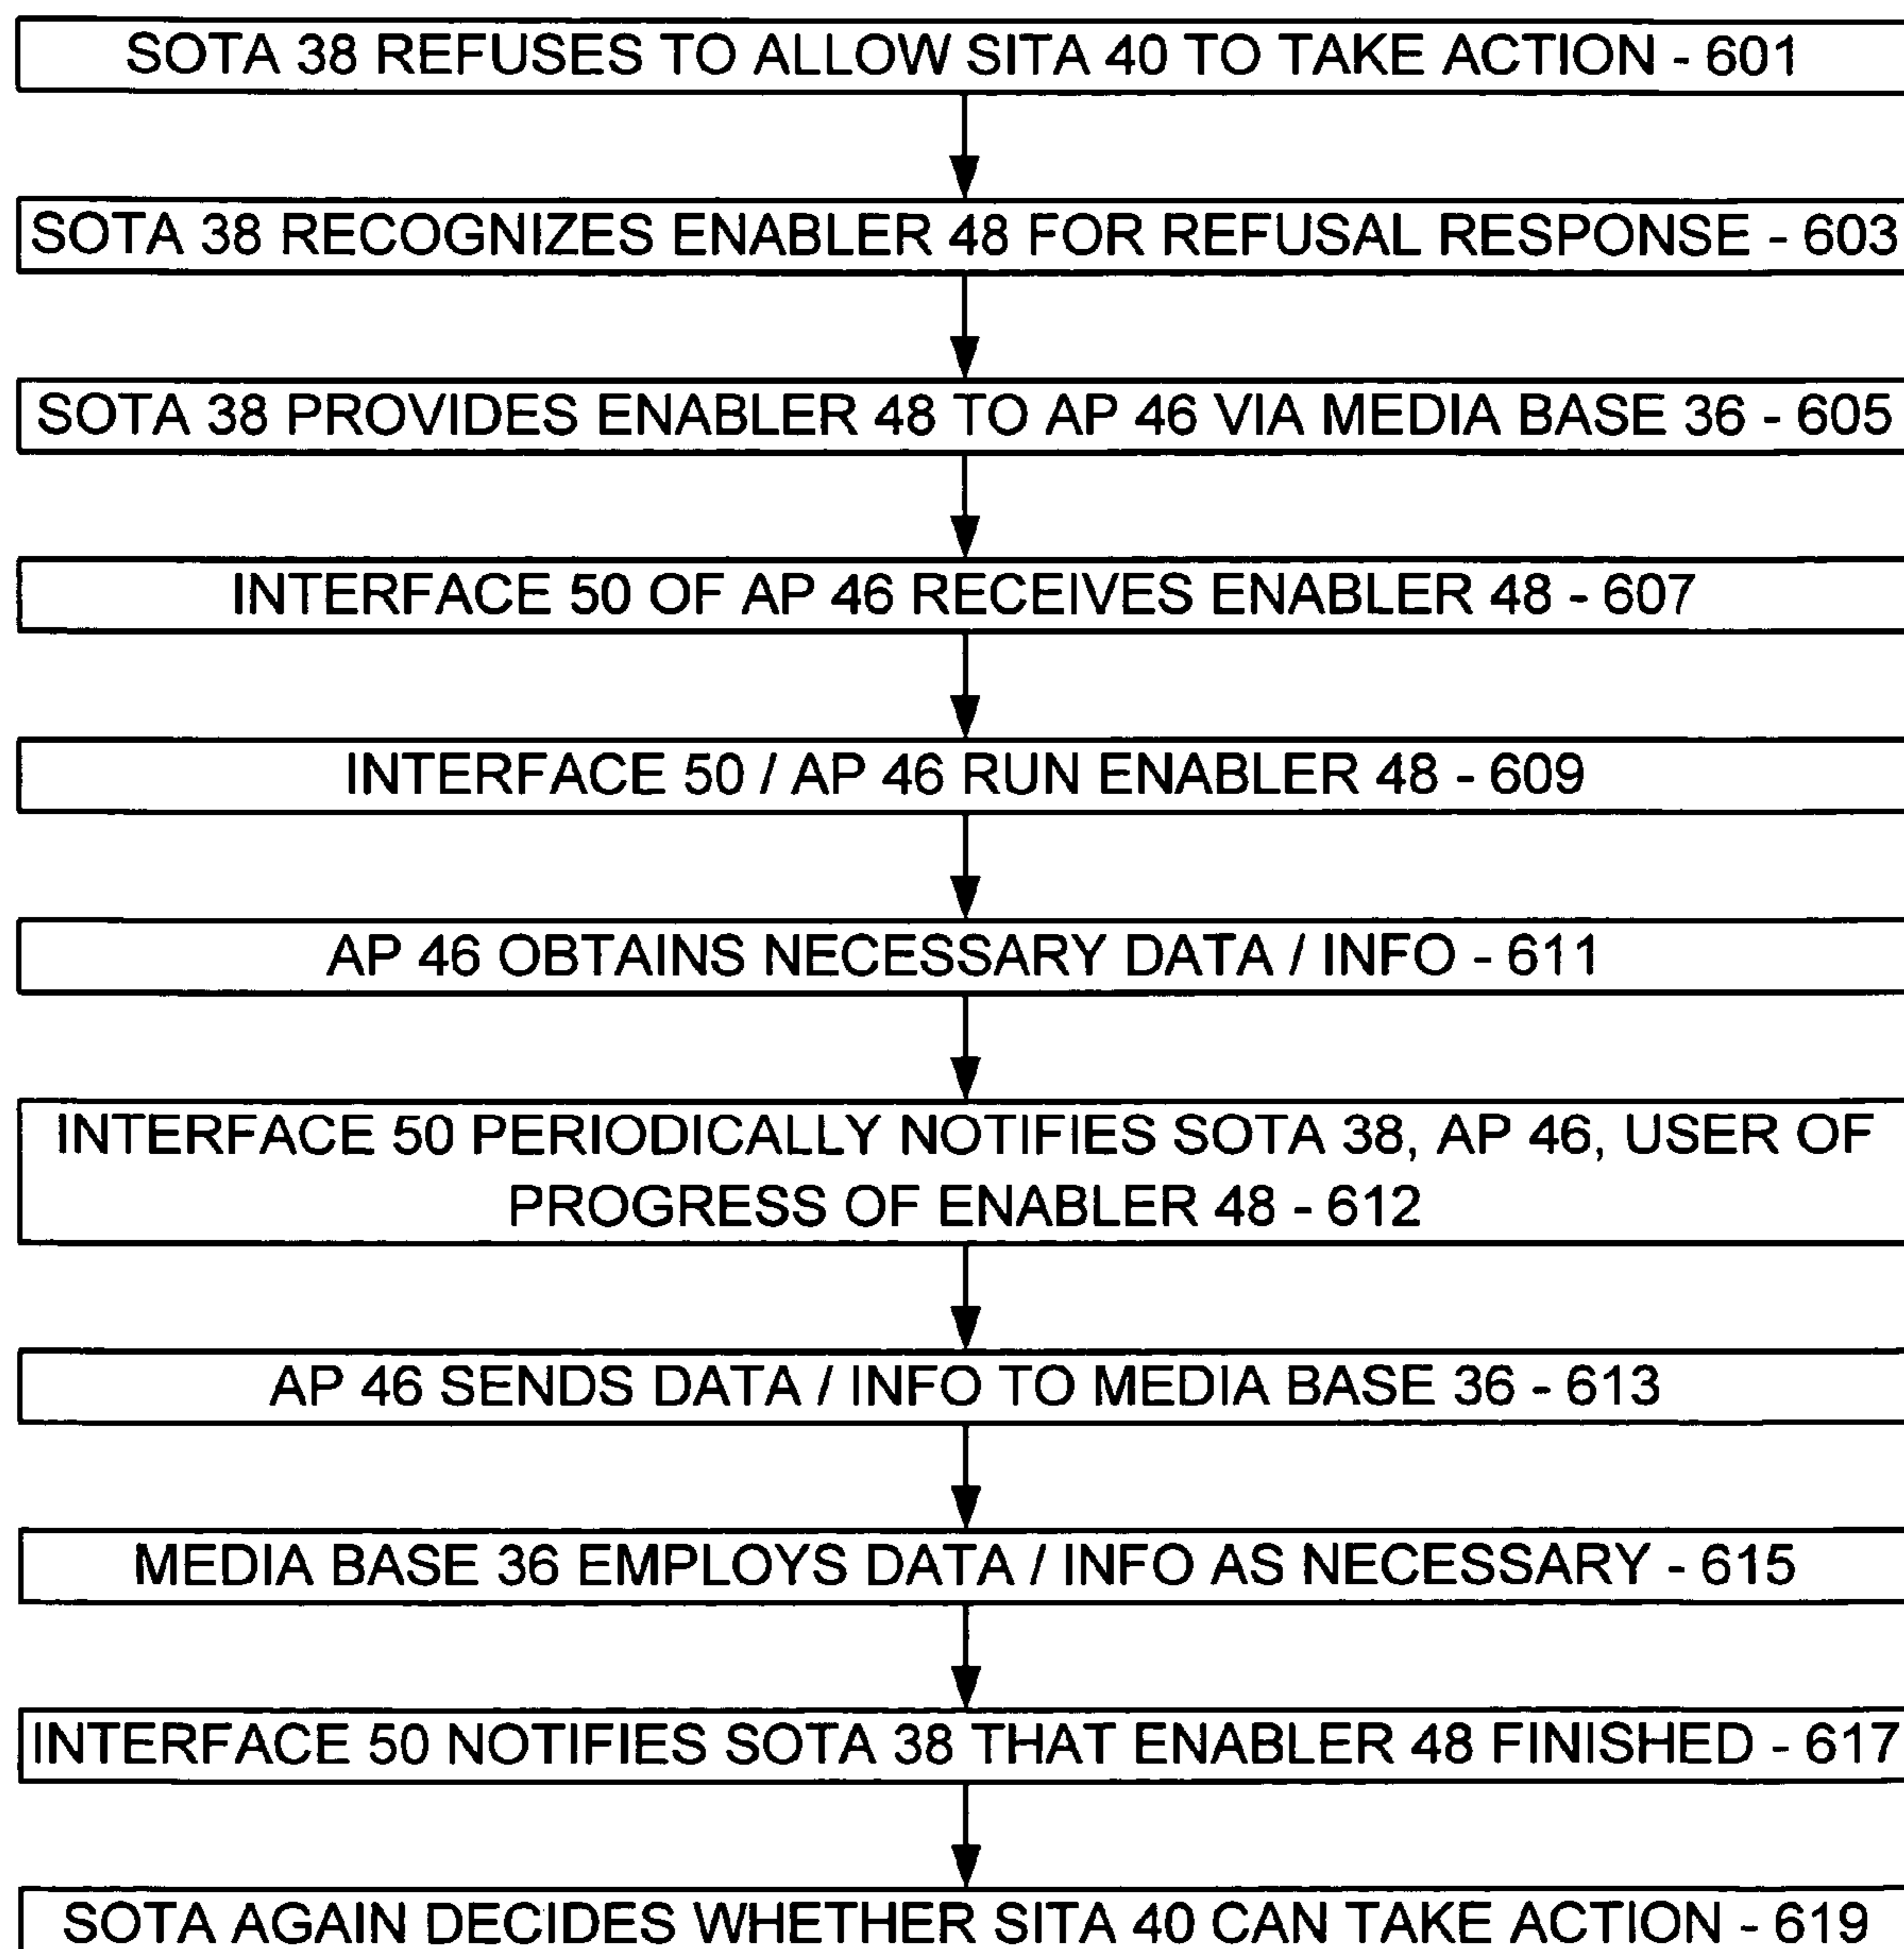 SOTA 38 REFUSES TO ALLOW SITA 40 TO TAKE ACTION - 601
SOTA 38 RECOGNIZES ENABLER 48 FOR REFUSAL RESPONSE - 603
SOTA 38 PROVIDES ENABLER 48 TO AP 46 VIA MEDIA BASE 36 - 605
INTERFACE 50 OF AP 46 RECEIVES ENABLER 48 - 607
INTERFACE 50 / AP 46 RUN ENABLER 48 - 609
AP 46 OBTAINS NECESSARY DATA / INFO - 611
INTERFACE 50 PERIODICALLY NOTIFIES SOTA 38, AP 46, USER OF
PROGRESS OF ENABLER 48 - 612
AP 46 SENDS DATA / INFO TO MEDIA BASE 36 - 613
MEDIA BASE 36 EMPLOYS DATA / INFO AS NECESSARY - 615
INTERFACE 50 NOTIFIES SOTA 38 THAT ENABLER 48 FINISHED - 617
SOTA AGAIN DECIDES WHETHER SITA 40 CAN TAKE ACTION - 619